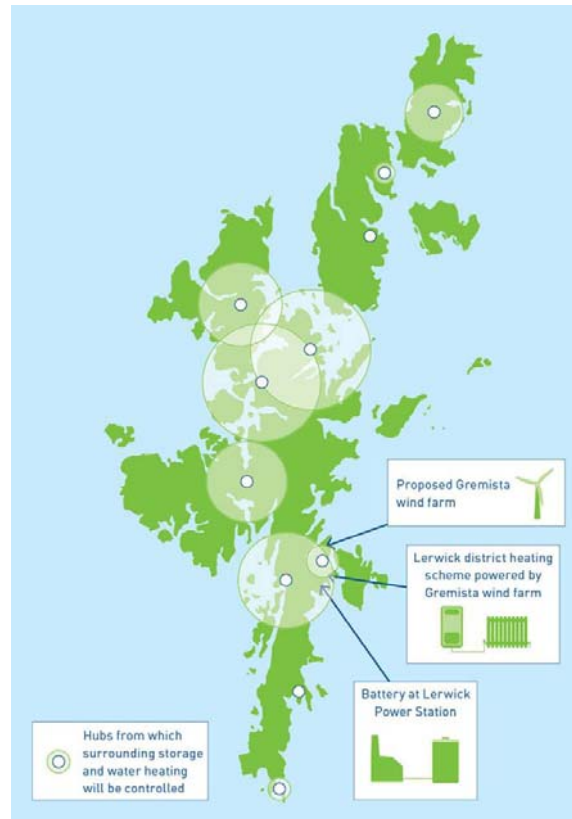 Proposed Gremista
wind farm
Lerwick district heating
scheme powered by
Gremista wind farm
Battery at Lerwick
Power Station
Hubs from which
surrounding storage
and water heating
will be controlled